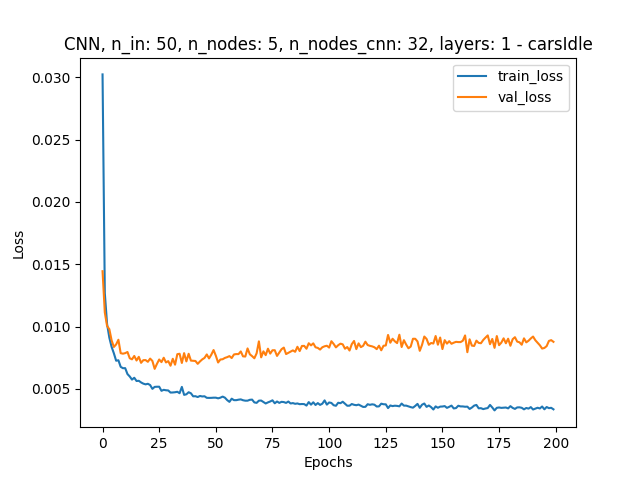 CNN, n_in: 50, n_nodes: 5, n_nodes_cnn: 32, layers: 1 - carsIdle
train_loss
val_loss
0.030
0.025
0.020
0.015
0.010
0.005
Loss
0 25 50 75 100 125 150 175 200
Epochs